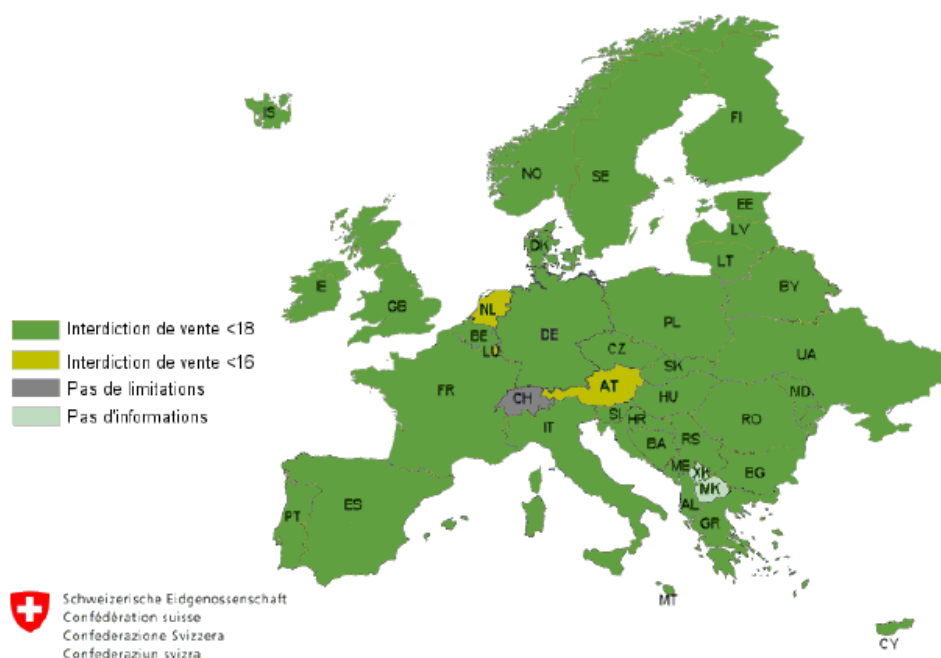 IS
FI
NO
SE
EE
LV
DK
LT
IE
BY
GB
NL
Interdiction de vente <18
BE
DE
PL
LU
CZ
UA
Interdiction de vente <16
SK
Pas de limitations
FR
CH
AT
HU
ND
Pas d'informations
SI
HR
RO
IT
BA
RS
ME
XK
BG
MK
PT
ES
AL
GR
MT
Schweizerische Eidgenossenschaft
Confédération suisse
Confederazione Svizzera
Confederaziun svizra
CY